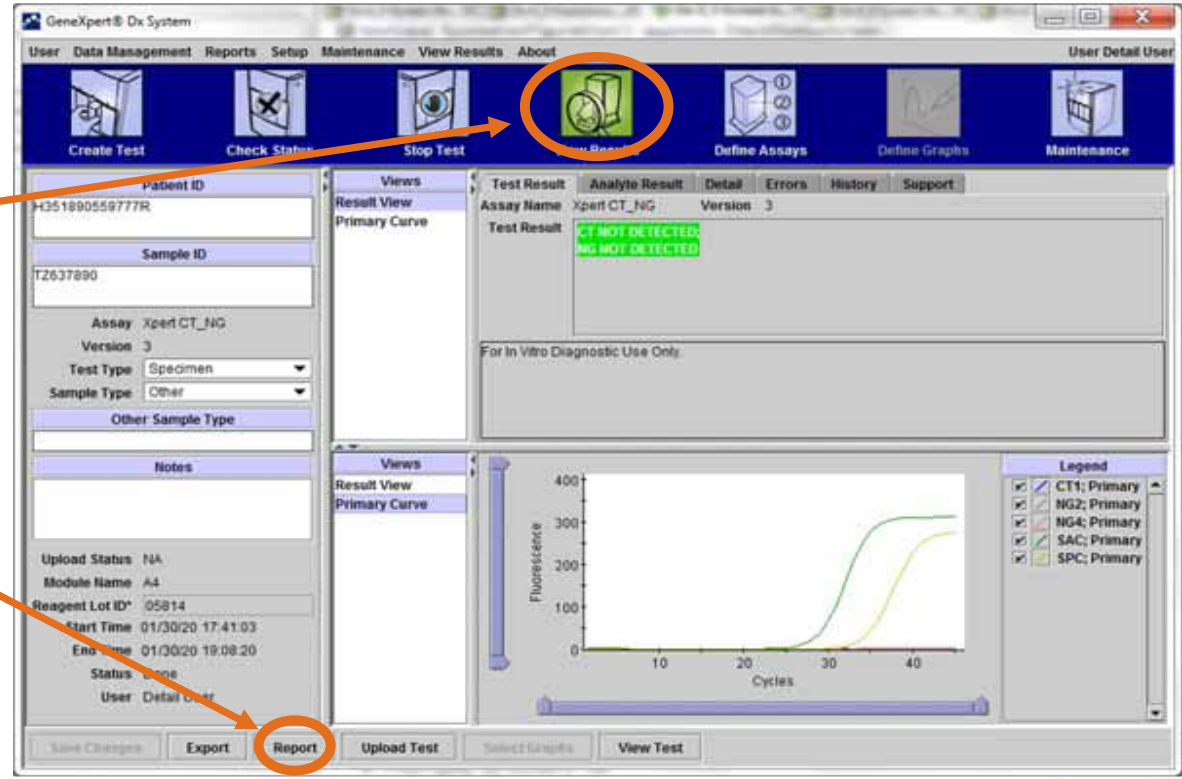 GeneXpert® Dx System
User Data Management Reports Setup Maintenance View Results About User Detail User
Create Test Check Status Stop Test View Results Define Assays Define Graphs Maintenance
Patient ID
H351890559777R
Sample ID
TZ637890
Assay Xpert CT_NG
Version 3
Test Type Specimen
Sample Type Other
Other Sample Type
Notes
Upload Status NA
Module Name A4
Reagent Lot ID* 05814
Start Time 01/30/20 17:41:03
End Time 01/30/20 19:08:20
Status Done
User Detail User
Views
Result View
Primary Curve
Test Result Analyte Result Detail Errors History Support
Assay Name Xpert CT_NG Version 3
Test Result CT NOT DETECTED;
NG NOT DETECTED
For In Vitro Diagnostic Use Only.
Views
Result View
Primary Curve
400
300
200
100
0
Fluorescence
10 20 30 40
Cycles
Legend
CT1; Primary
NG2; Primary
NG4; Primary
SAC; Primary
SPC; Primary
Save Changes Export Report Upload Test Select Graphs View Test